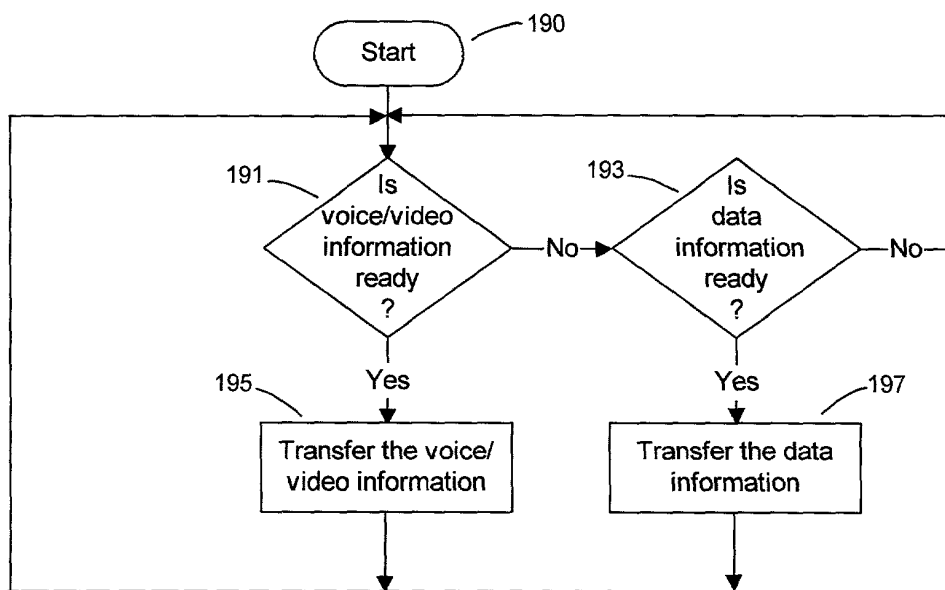 Start
190
191
Is
voice/video
information
ready
?
No
193
Is
data
information
ready
?
No
Yes
Yes
195
Transfer the voice/
video information
197
Transfer the data
information